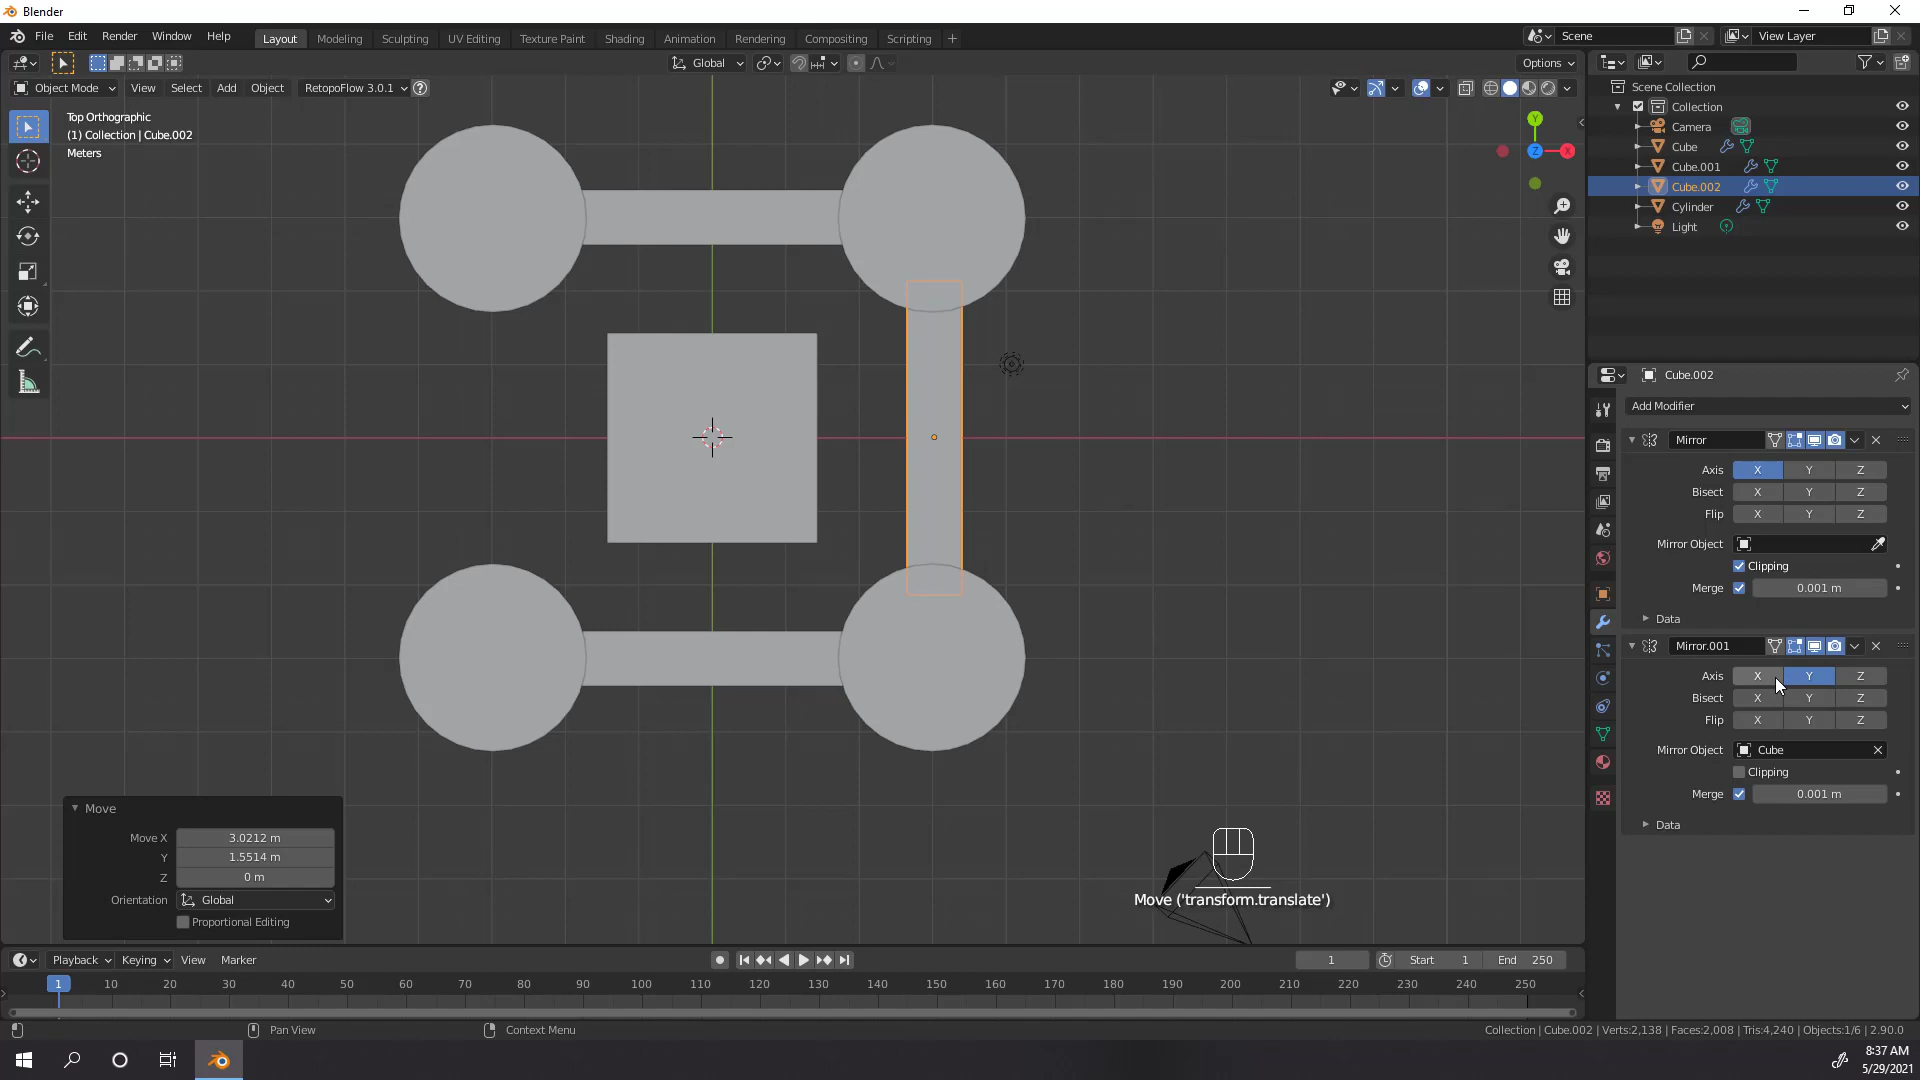 Blender
File Edit Render Window Help Layout Modeling Sculpting UV Editing Texture Paint Shading Animation Rendering Compositing Scripting + Scene View Layer
Global Options
Object Mode View Select Add Object RetopoFlow 3.0.1 ?
Top Orthographic
(1) Collection | Cube.002
Meters
Y
Z
X
Scene Collection
Collection
Camera
Cube
Cube.001
Cube.002
Cylinder
Light
Cube.002
Add Modifier
Mirror
Axis X Y Z
Bisect X Y Z
Flip X Y Z
Mirror Object
Clipping
Merge 0.001 m
Data
Mirror.001
Axis X Y Z
Bisect X Y Z
Flip X Y Z
Mirror Object Cube
Clipping
Merge 0.001 m
Data
Move
Move X 3.0212 m
Y 1.5514 m
Z 0 m
Orientation Global
Proportional Editing
Move ('transform.translate')
Playback Keying View Marker 1 Start 1 End 250
1 10 20 30 40 50 60 70 80 90 100 110 120 130 140 150 160 170 180 190 200 210 220 230 240 250
Pan View Context Menu Collection | Cube.002 | Verts:2,138 | Faces:2,008 | Tris:4,240 | Objects:1/6 | 2.90.0
8:37 AM
5/29/2021